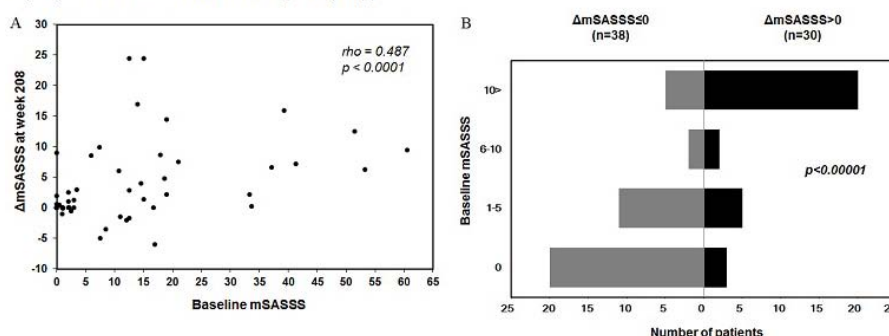 A
ΔmSASSS at week 208
30
25
20
15
10
5
0
-5
-10
rho = 0.487
p < 0.0001
0 5 10 15 20 25 30 35 40 45 50 55 60 65
Baseline mSASSS
B
ΔmSASSS≤0 ΔmSASSS>0
(n=38) (n=30)
Baseline mSASSS
10>
6-10
1-5
0
p<0.00001
25 20 15 10 5 0 5 10 15 20
Number of patients